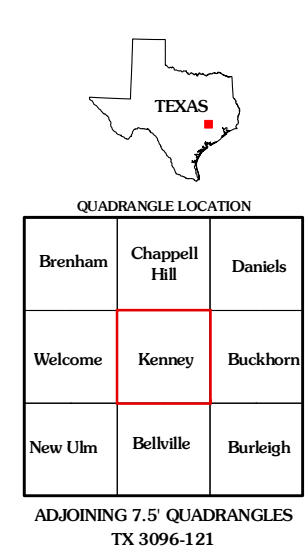 TEXAS
QUADRANGLE LOCATION
Brenham
Chappell
Hill
Daniels
Welcome
Kenney
Buckhorn
New Ulm
Bellville
Burleigh
ADJOINING 7.5' QUADRANGLES
TX 3096-121